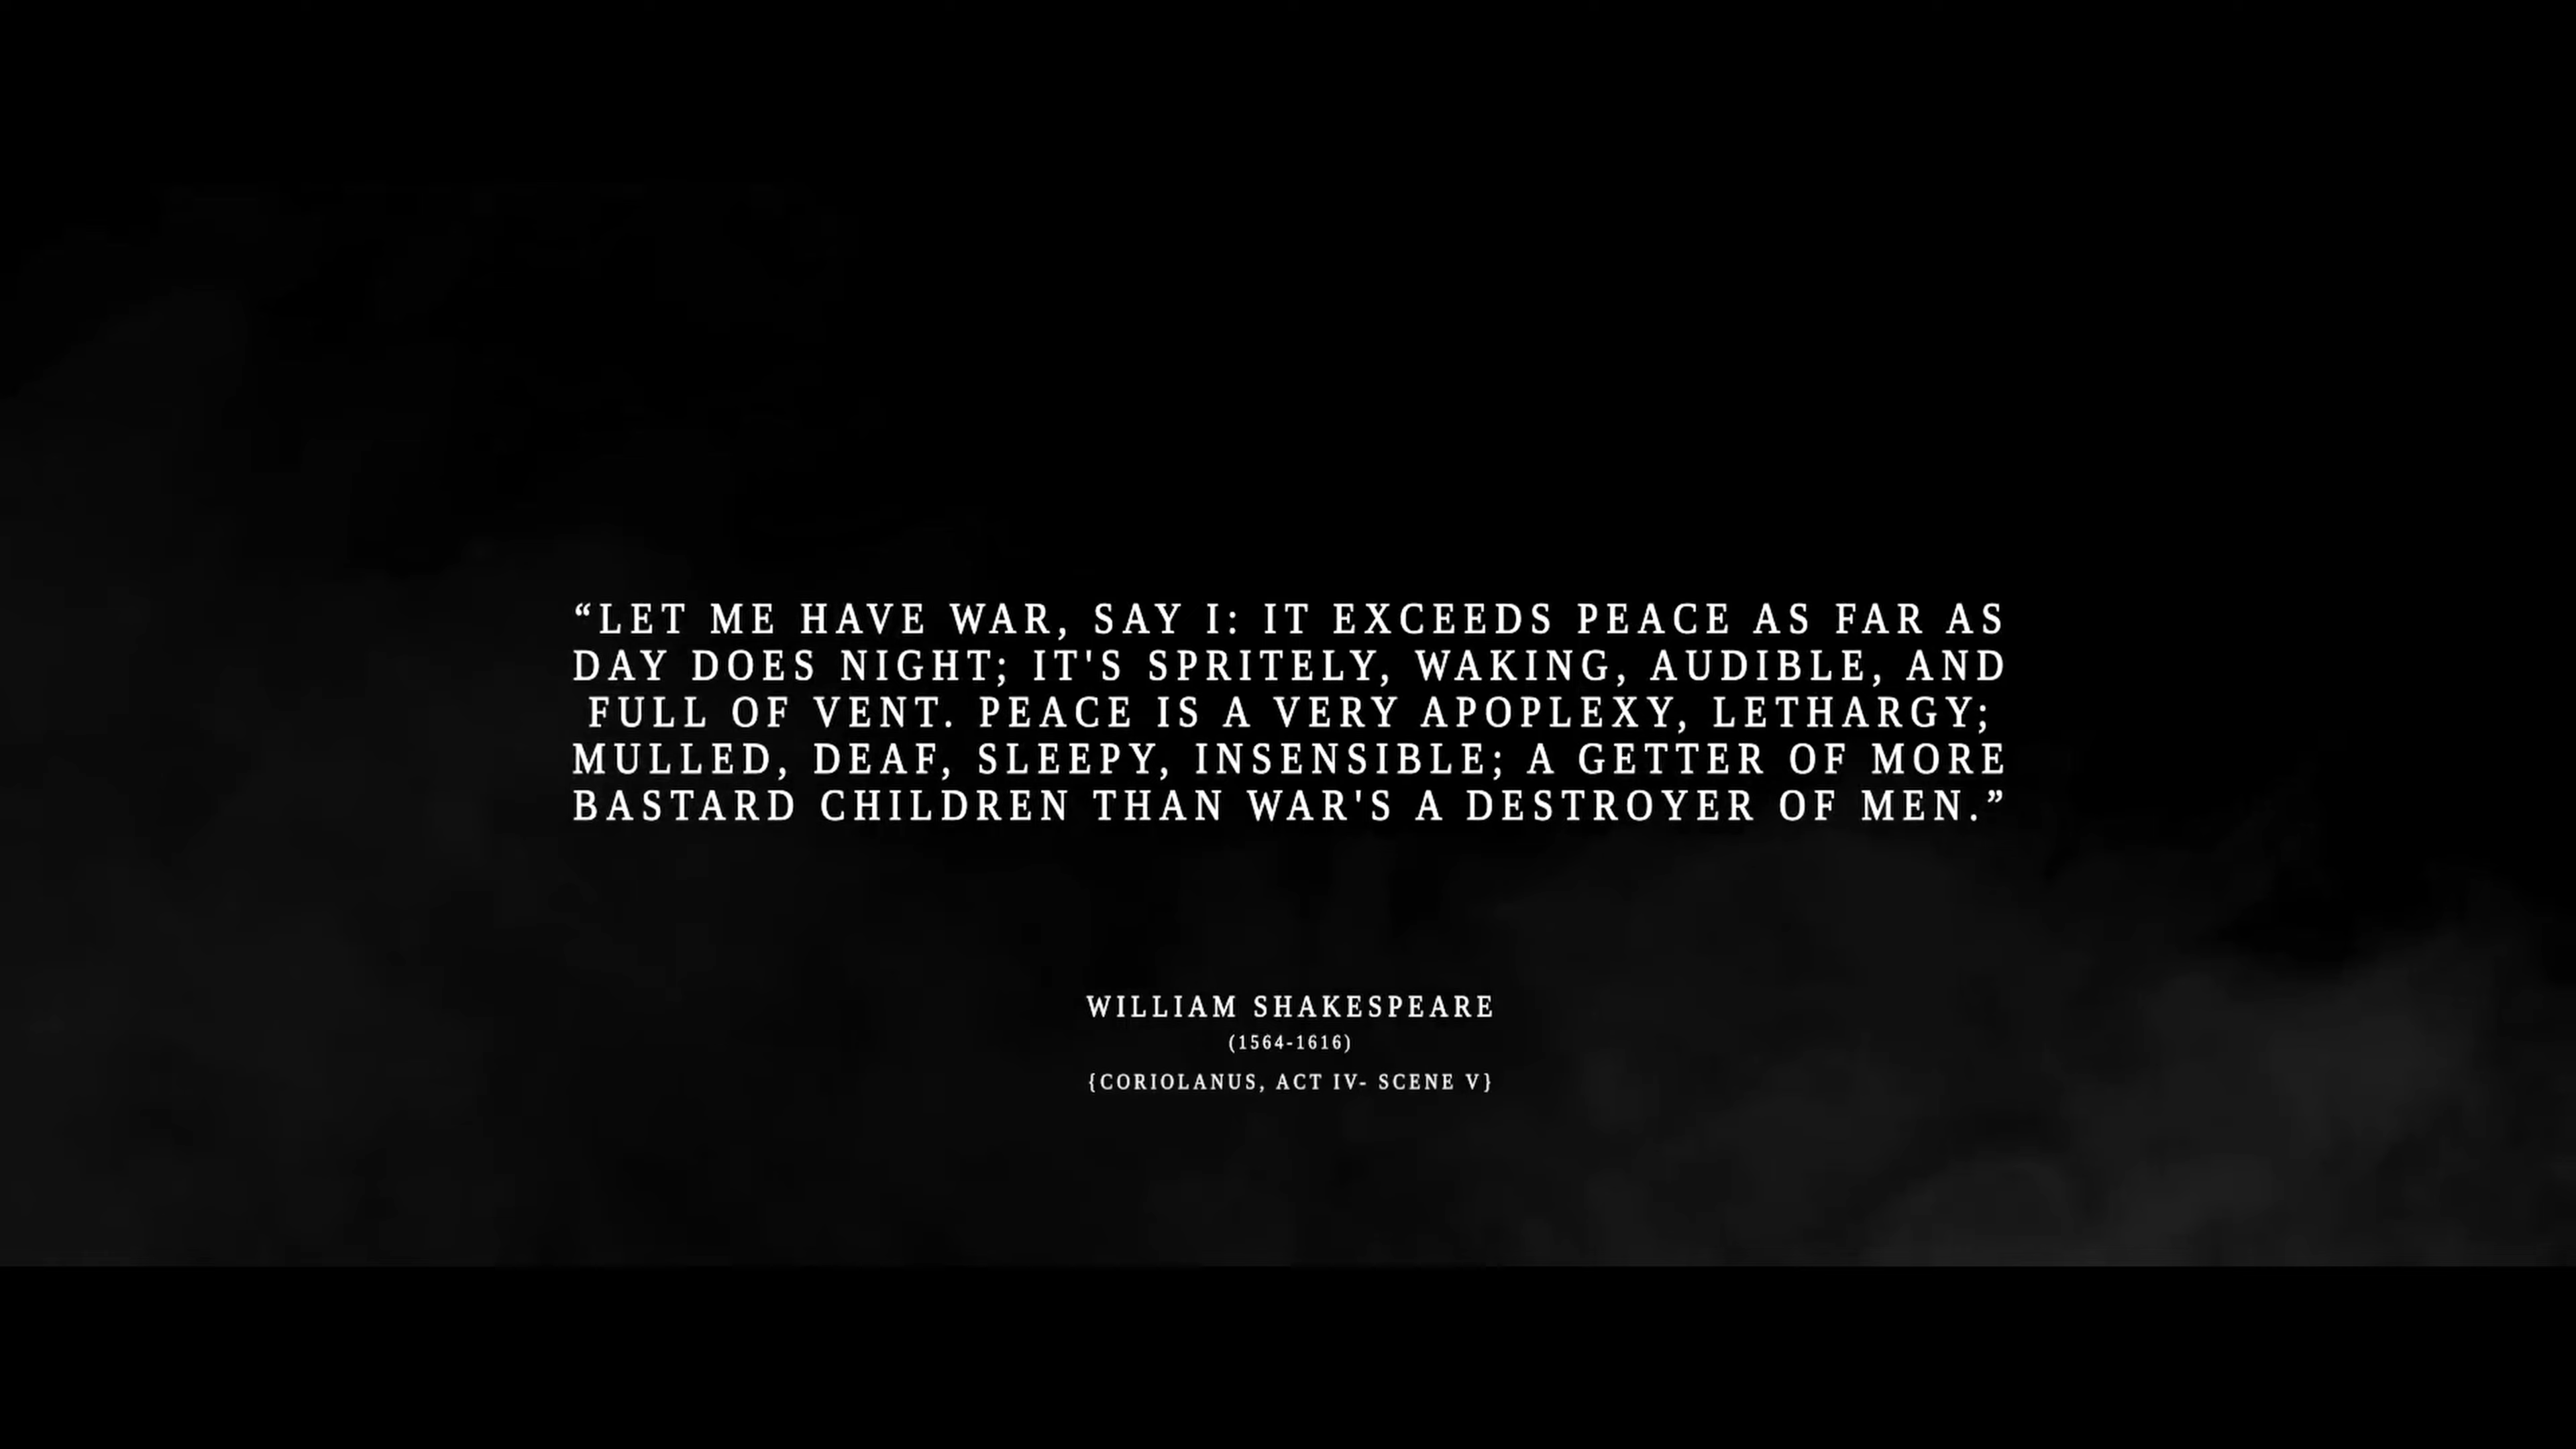 “LET ME HAVE WAR, SAY I: IT EXCEEDS PEACE AS FAR AS
DAY DOES NIGHT; IT'S SPRITELY, WAKING, AUDIBLE, AND
FULL OF VENT. PEACE IS A VERY APOPLEXY, LETHARGY;
MULLED, DEAF, SLEEPY, INSENSIBLE; A GETTER OF MORE
BASTARD CHILDREN THAN WAR'S A DESTROYER OF MEN.”
WILLIAM SHAKESPEARE
(1564-1616)
{CORIOLANUS, ACT IV- SCENE V}